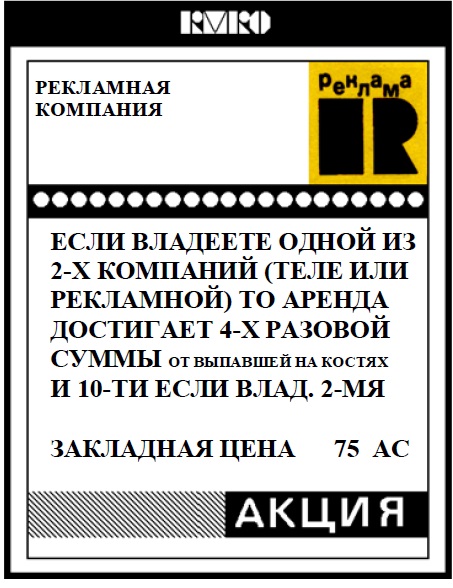 РЕКЛАМНАЯ
КОМПАНИЯ
реклама
R
ЕСЛИ ВЛАДЕЕТЕ ОДНОЙ ИЗ
2-Х КОМПАНИЙ (ТЕЛЕ ИЛИ
РЕКЛАМНОЙ) ТО АРЕНДА
ДОСТИГАЕТ 4-Х РАЗОВОЙ
СУММЫ ОТ ВЫПАВШЕЙ НА КОСТЯХ
И 10-ТИ ЕСЛИ ВЛАД. 2-МЯ
ЗАКЛАДНАЯ ЦЕНА 75 АС
АКЦИЯ